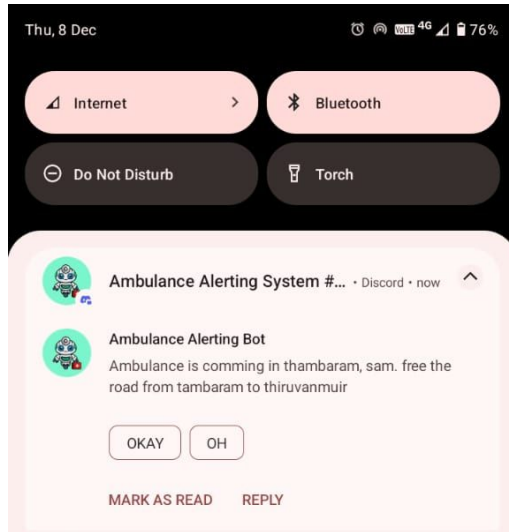 Thu, 8 Dec
VoLTE 4G 76%
Internet
Bluetooth
Do Not Disturb
Torch
Ambulance Alerting System #... • Discord • now
Ambulance Alerting Bot
Ambulance is comming in thambaram, sam. free the
road from tambaram to thiruvanmuir
OKAY OH
MARK AS READ REPLY